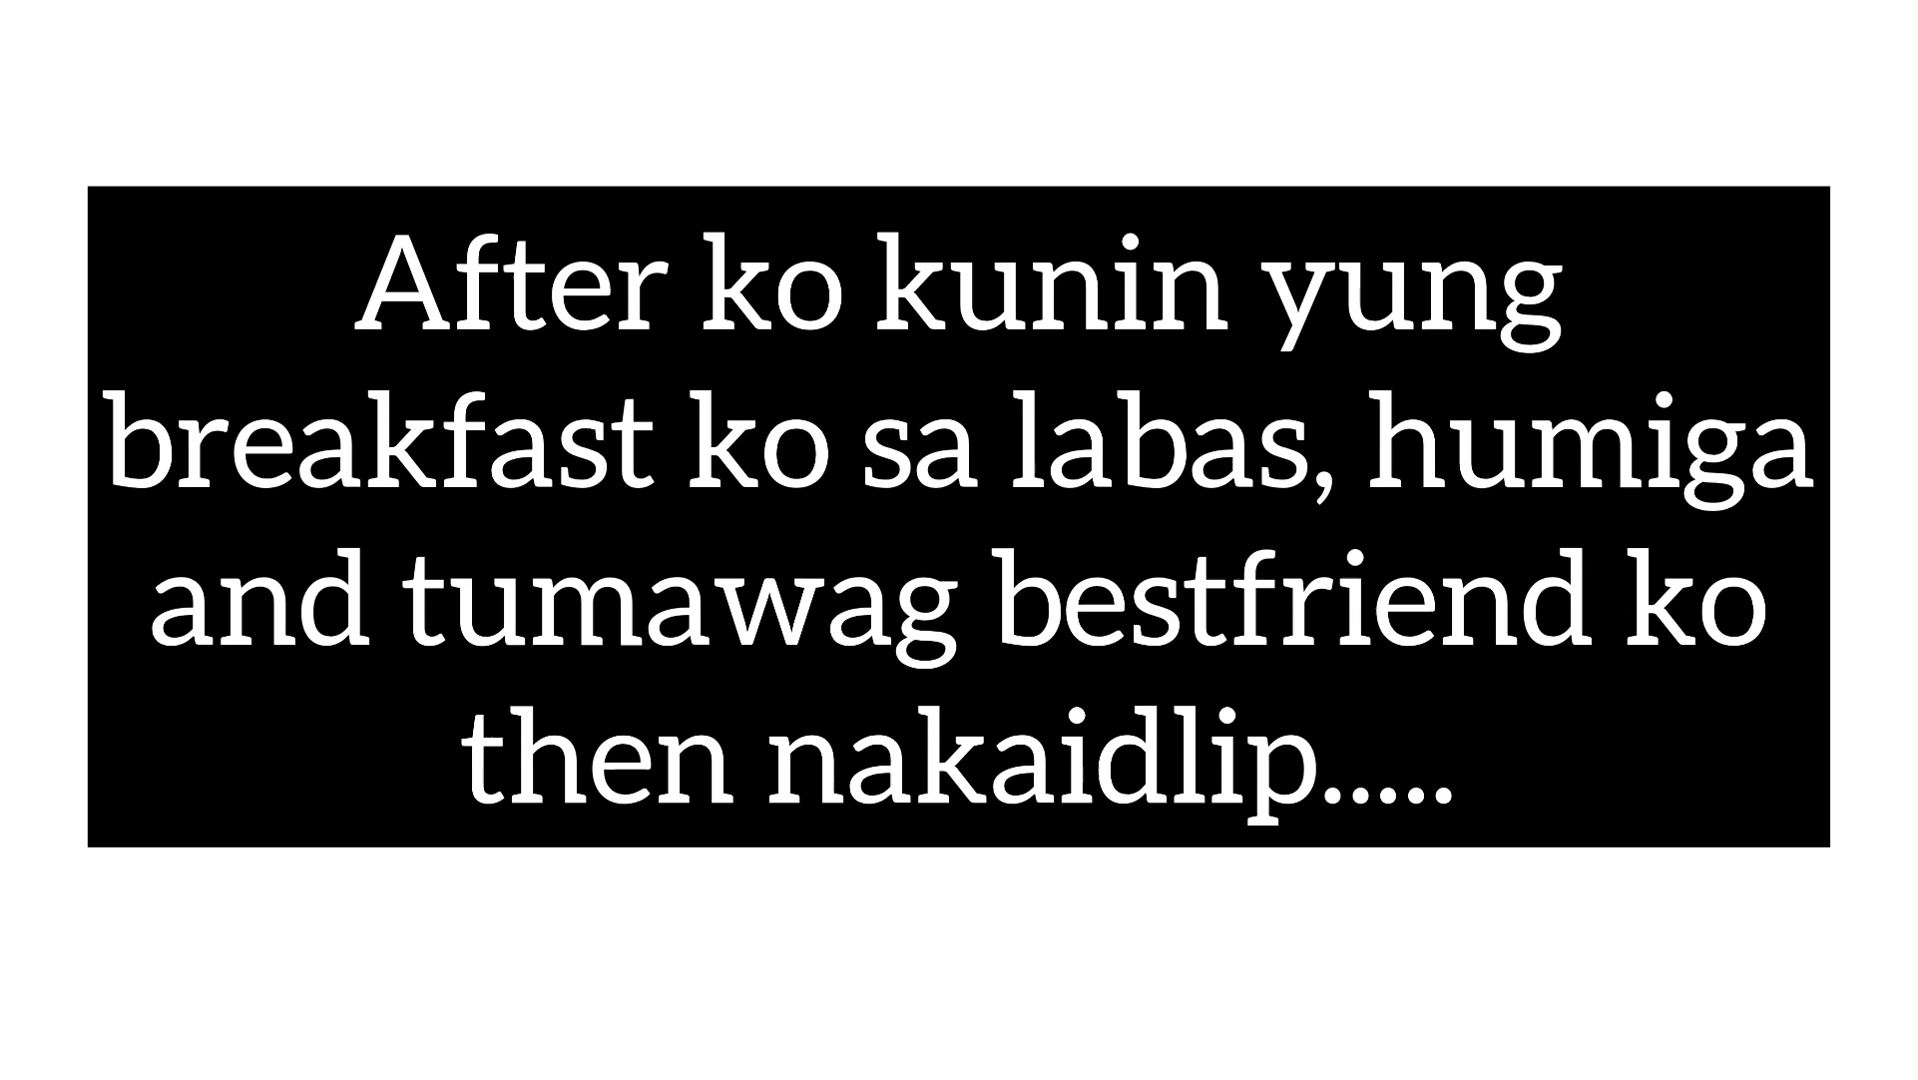 After ko kunin yung
breakfast ko sa labas, humiga
and tumawag bestfriend ko
then nakaidlip.....